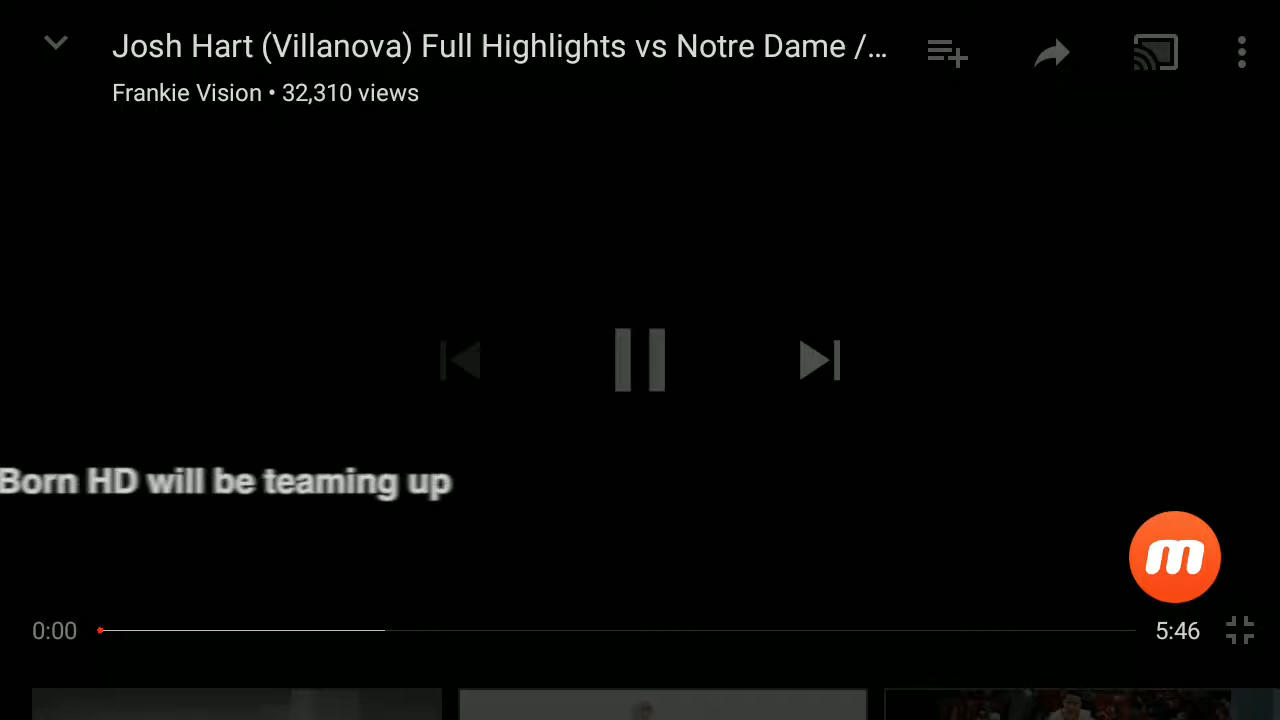 Josh Hart (Villanova) Full Highlights vs Notre Dame /...
Frankie Vision • 32,310 views
Born HD will be teaming up
m
0:00
5:46